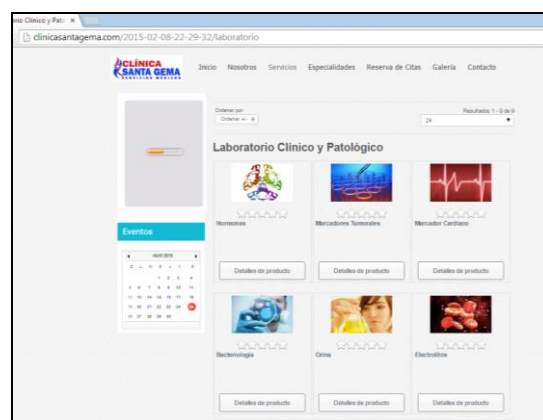 clinicasantagema.com/2015-02-08-22-29-32/laboratorio
CLÍNICA
SANTA GEMA
SERVICIOS MÉDICOS
Inicio Nosotros Servicios Especialidades Reserva de Citas Galería Contacto
Ordenar por
Resultados 1 - 9 de 9
24
Laboratorio Clínico y Patológico
Hormonas Marcadores Tumorales Marcador Cardiaco
Detalles de producto Detalles de producto Detalles de producto
Eventos
Bacteriología Orina Electrolitos
Detalles de producto Detalles de producto Detalles de producto